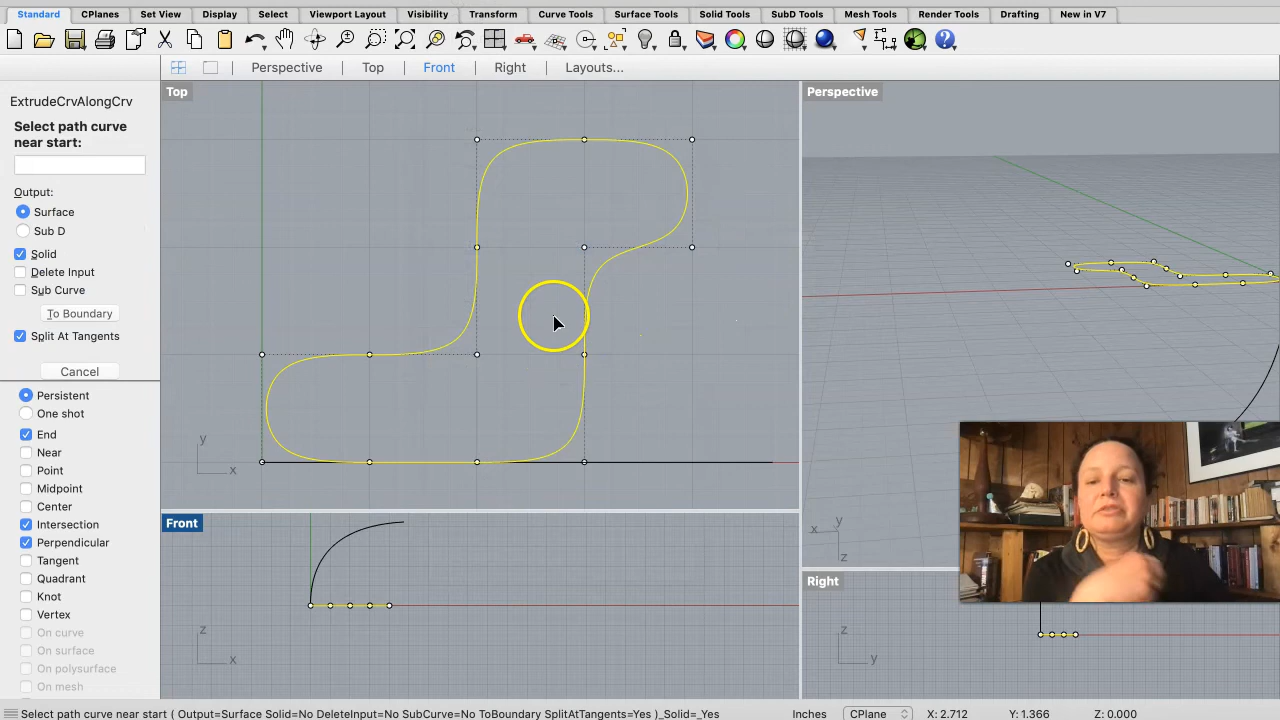 Standard CPlanes Set View Display Select Viewport Layout Visibility Transform Curve Tools Surface Tools Solid Tools SubD Tools Mesh Tools Render Tools Drafting New in V7
Perspective Top Front Right Layouts...
ExtrudeCrvAlongCrv
Select path curve
near start:
Output:
Surface
Sub D
Solid
Delete Input
Sub Curve
To Boundary
Split At Tangents
Cancel
Persistent
One shot
End
Near
Point
Midpoint
Center
Intersection
Perpendicular
Tangent
Quadrant
Knot
Vertex
On curve
On surface
On polysurface
On mesh
Top
y
x
Perspective
x y
z
Front
z
x
Right
z
y
Select path curve near start ( Output=Surface Solid=No DeleteInput=No SubCurve=No ToBoundary SplitAtTangents=Yes )_Solid=_Yes Inches CPlane X: 2.712 Y: 1.366 Z: 0.000